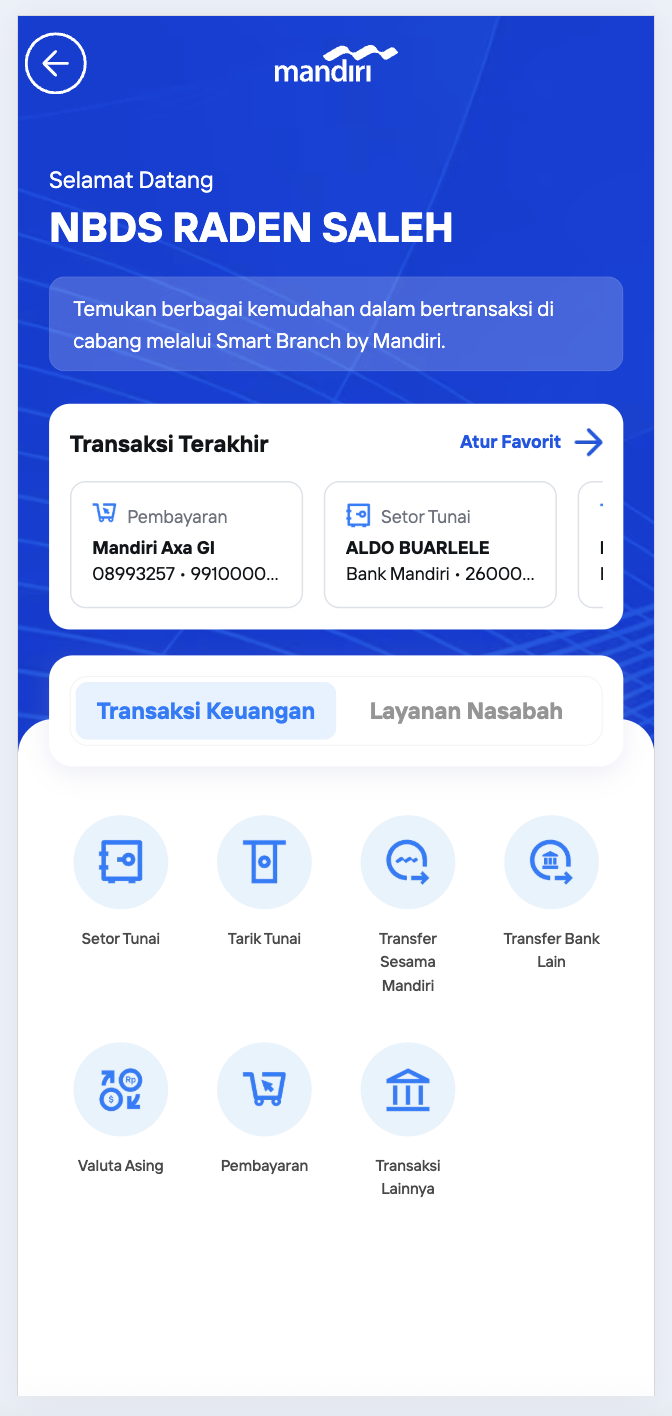 mandiri
Selamat Datang
NBDS RADEN SALEH
Temukan berbagai kemudahan dalam bertransaksi di
cabang melalui Smart Branch by Mandiri.
Transaksi Terakhir
Atur Favorit
Pembayaran
Mandiri Axa GI
08993257 • 9910000...
Setor Tunai
ALDO BUARLELE
Bank Mandiri • 26000...
Transaksi Keuangan
Layanan Nasabah
Setor Tunai
Tarik Tunai
Transfer
Sesama
Mandiri
Transfer Bank
Lain
Rp
$
Valuta Asing
Pembayaran
Transaksi
Lainnya